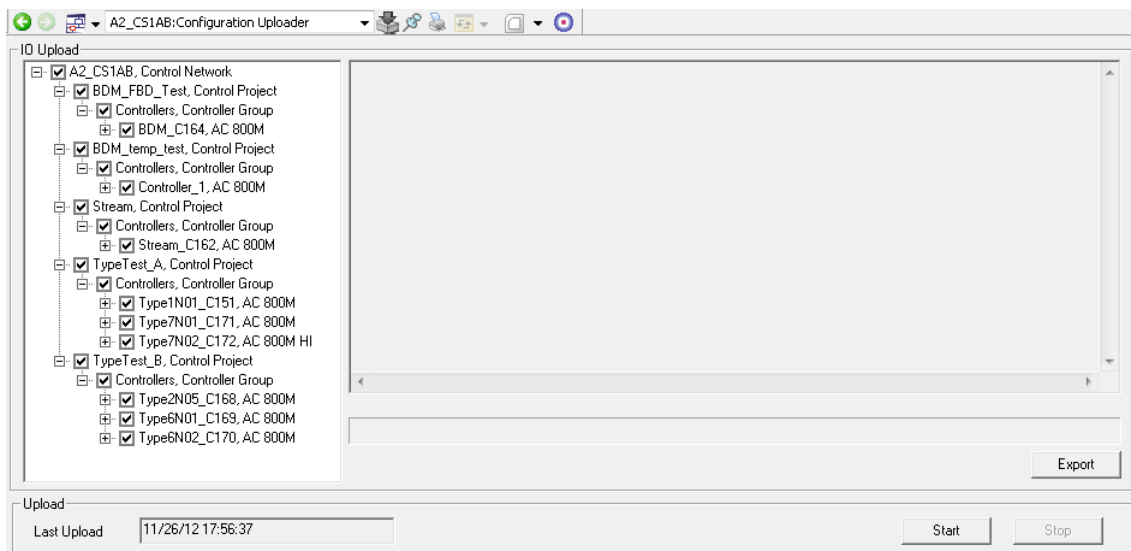 A2_CS1AB:Configuration Uploader
IO Upload
A2_CS1AB, Control Network
BDM_FBD_Test, Control Project
Controllers, Controller Group
BDM_C164, AC 800M
BDM_temp_test, Control Project
Controllers, Controller Group
Controller_1, AC 800M
Stream, Control Project
Controllers, Controller Group
Stream_C162, AC 800M
TypeTest_A, Control Project
Controllers, Controller Group
Type1N01_C151, AC 800M
Type7N01_C171, AC 800M
Type7N02_C172, AC 800M HI
TypeTest_B, Control Project
Controllers, Controller Group
Type2N05_C168, AC 800M
Type6N01_C169, AC 800M
Type6N02_C170, AC 800M
Export
Upload
Last Upload 11/26/12 17:56:37 Start Stop